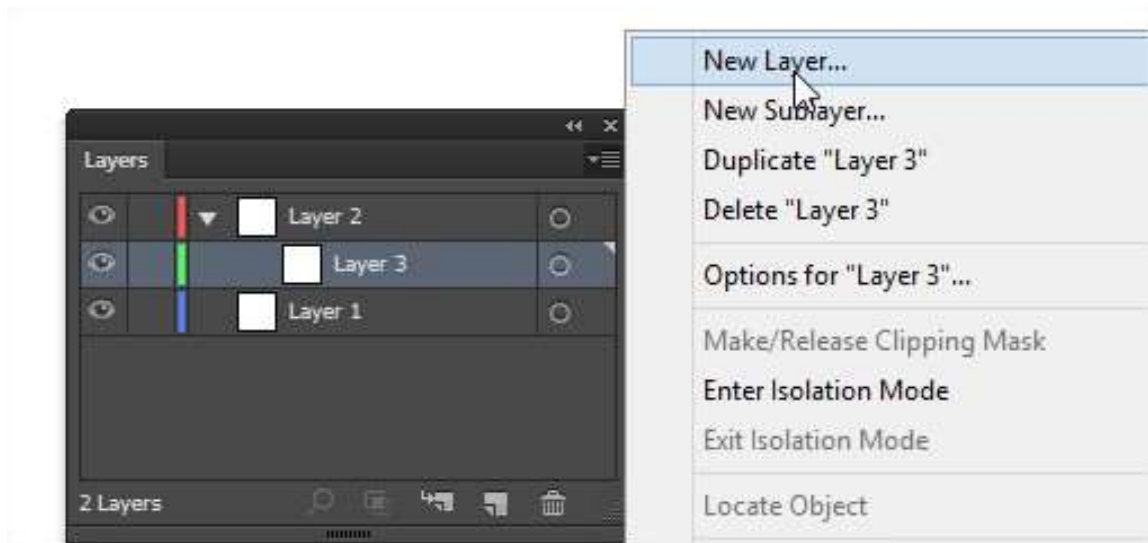 Layers
Layer 2
Layer 3
Layer 1
2 Layers
New Layer...
New Sublayer...
Duplicate "Layer 3"
Delete "Layer 3"
Options for "Layer 3"...
Make/Release Clipping Mask
Enter Isolation Mode
Exit Isolation Mode
Locate Object